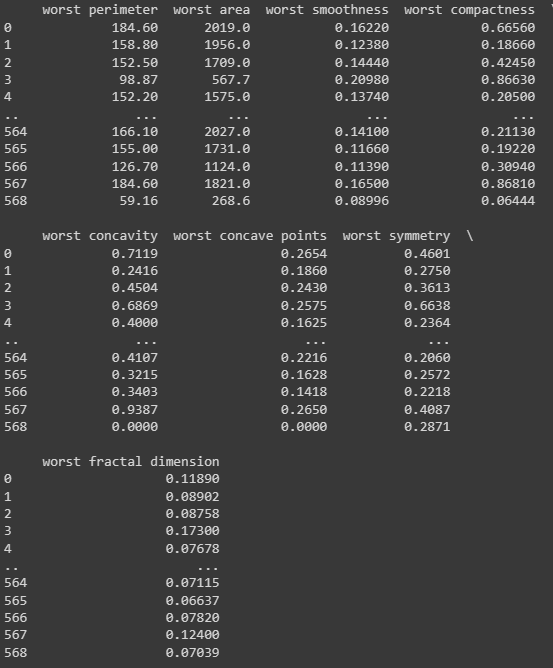 worst perimeter  worst area  worst smoothness  worst compactness  \
0             184.60      2019.0           0.16220            0.66560
1             158.80      1956.0           0.12380            0.18660
2             152.50      1709.0           0.14440            0.42450
3              98.87       567.7           0.20980            0.86630
4             152.20      1575.0           0.13740            0.20500
..               ...         ...               ...                ...
564           166.10      2027.0           0.14100            0.21130
565           155.00      1731.0           0.11660            0.19220
566           126.70      1124.0           0.11390            0.30940
567           184.60      1821.0           0.16500            0.86810
568            59.16       268.6           0.08996            0.06444
worst concavity  worst concave points  worst symmetry  \
0             0.7119                0.2654          0.4601
1             0.2416                0.1860          0.2750
2             0.4504                0.2430          0.3613
3             0.6869                0.2575          0.6638
4             0.4000                0.1625          0.2364
..               ...                   ...             ...
564           0.4107                0.2216          0.2060
565           0.3215                0.1628          0.2572
566           0.3403                0.1418          0.2218
567           0.9387                0.2650          0.4087
568           0.0000                0.0000          0.2871
worst fractal dimension
0                    0.11890
1                    0.08902
2                    0.08758
3                    0.17300
4                    0.07678
..                       ...
564                  0.07115
565                  0.06637
566                  0.07820
567                  0.12400
568                  0.07039